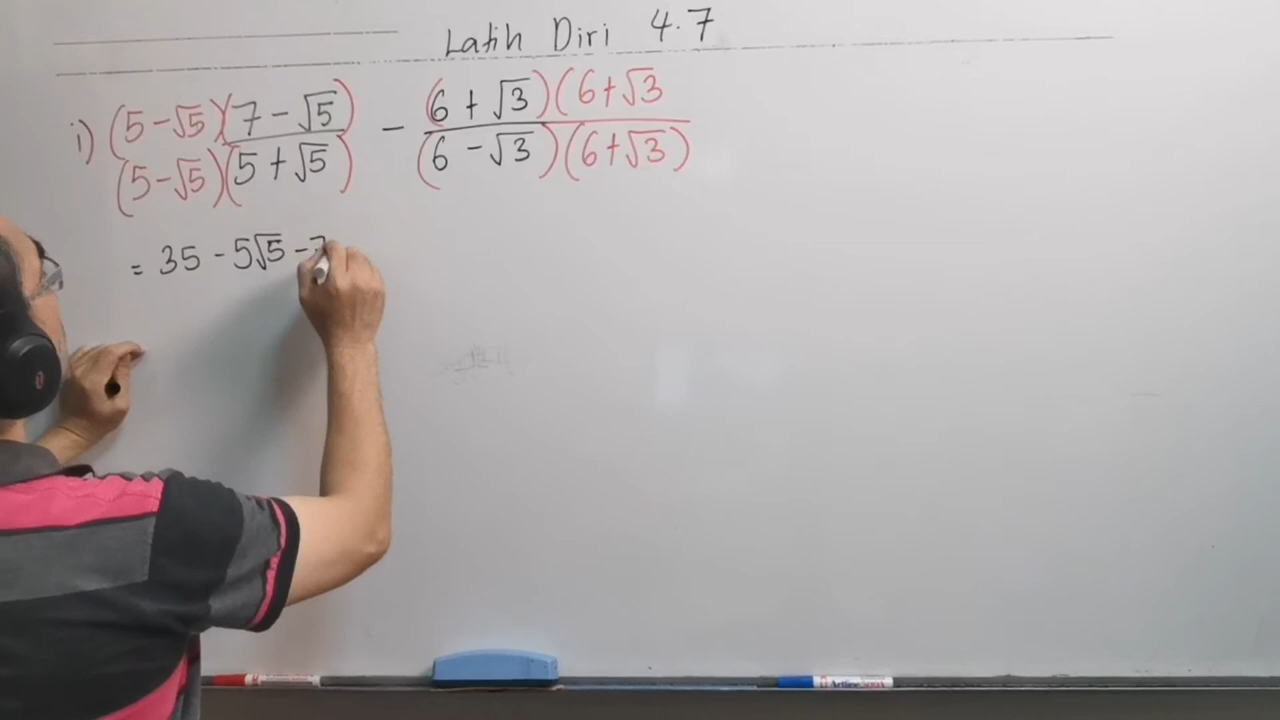 Latih Diri 4.7
i) (5-√5)(7-√5) / (5-√5)(5+√5) - (6+√3)(6+√3 / (6-√3)(6+√3)
= 35 - 5√5 - 7